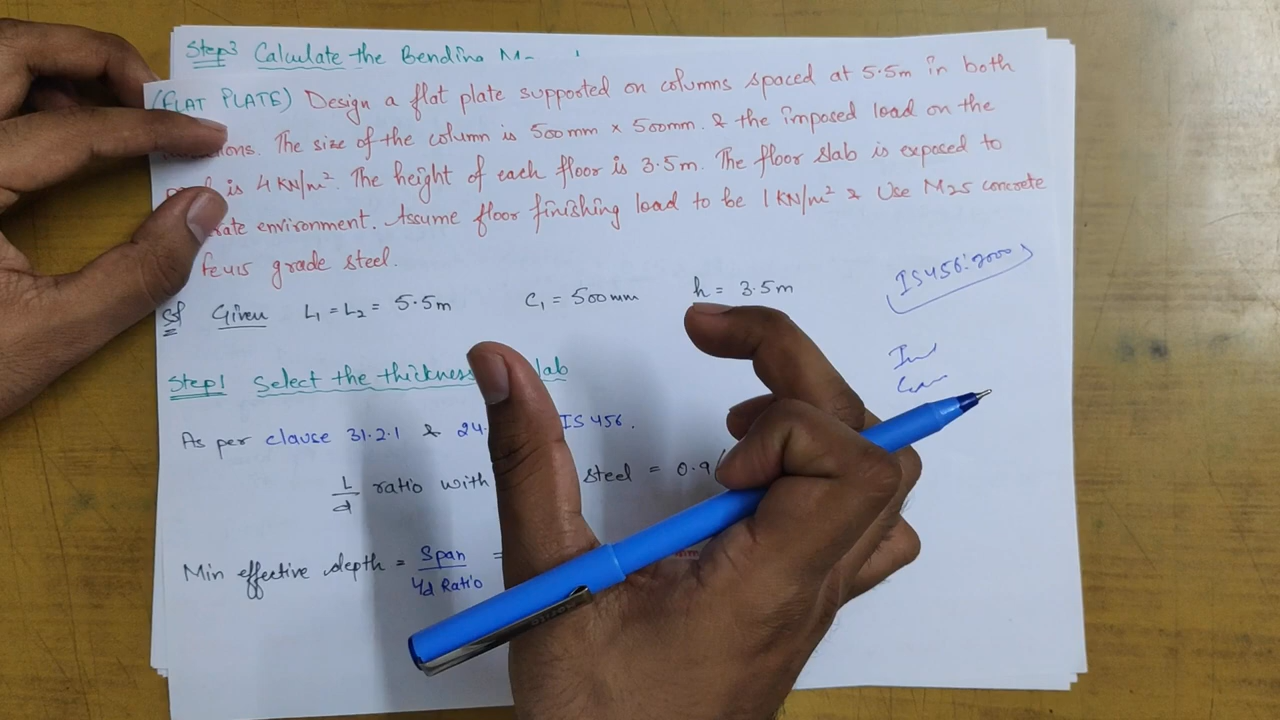 Step3 Calculate the Bending
(FLAT PLATE) Design a flat plate supported on columns spaced at 5.5m in both
The size of the column is 500mm x 500mm. & the imposed load on the
is 4 KN/m². The height of each floor is 3.5m. The floor slab is exposed to
environment. Assume floor finishing load to be 1 KN/m² & Use M25 concrete
Fe415 grade steel.
IS456:2000
Sol Given L₁ = L₂ = 5.5m C₁ = 500mm h = 3.5m
Step1 Select the thickness
As per clause 31.2.1 & 24. IS 456.
L/d ratio with steel = 0.9(
Min effective depth = Span/L/d Ratio =